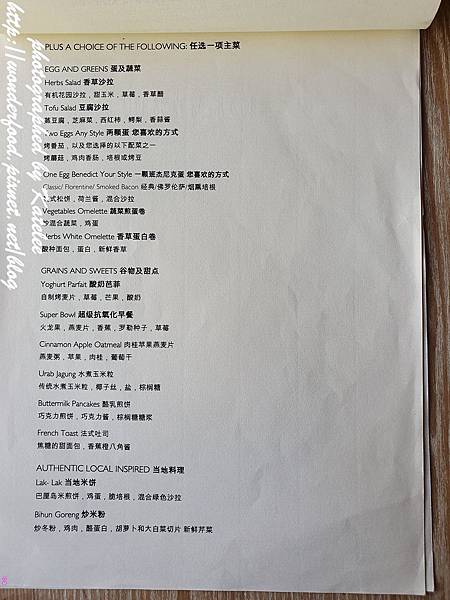 PLUS A CHOICE OF THE FOLLOWING: 任选一项主菜
EGG AND GREENS 蛋及蔬菜
Herbs Salad 香草沙拉
有机花园沙拉，甜玉米，草莓，香草醋
Tofu Salad 豆腐沙拉
蒸豆腐，芝麻菜，西红柿，鳄梨，香蒜酱
Two Eggs Any Style 两颗蛋 您喜欢的方式
烤番茄，以及您选择的以下配菜之一
烤蘑菇，鸡肉香肠，培根或烤豆
One Egg Benedict Your Style 一颗班杰尼克蛋 您喜欢的方式
Classic/ Florentine/ Smoked Bacon 经典/佛罗伦萨/烟熏培根
式松饼，荷兰酱，混合沙拉
Vegetables Omelette 蔬菜煎蛋卷
炒混合蔬菜，鸡蛋
Herbs White Omelette 香草蛋白卷
酸种面包，蛋白，新鲜香草
GRAINS AND SWEETS 谷物及甜点
Yoghurt Parfait 酸奶芭菲
自制烤麦片，草莓，芒果，酸奶
Super Bowl 超级抗氧化早餐
火龙果，燕麦片，香蕉，罗勒种子，草莓
Cinnamon Apple Oatmeal 肉桂苹果燕麦片
燕麦粥，苹果，肉桂，葡萄干
Urab Jagung 水煮玉米粒
传统水煮玉米粒，椰子丝，盐，棕榈糖
Buttermilk Pancakes 酪乳煎饼
巧克力煎饼，巧克力酱，棕榈糖糖浆
French Toast 法式吐司
焦糖的甜面包，香蕉橙八角酱
AUTHENTIC LOCAL INSPIRED 当地料理
Lak- Lak 当地米饼
巴厘岛米煎饼，鸡蛋，脆培根，混合绿色沙拉
Bihun Goreng 炒米粉
炒冬粉，鸡肉，酪蛋白，胡萝卜和大白菜切片 新鲜芹菜
photographed by Kaelee
http://wonderfood.pixnet.net/blog